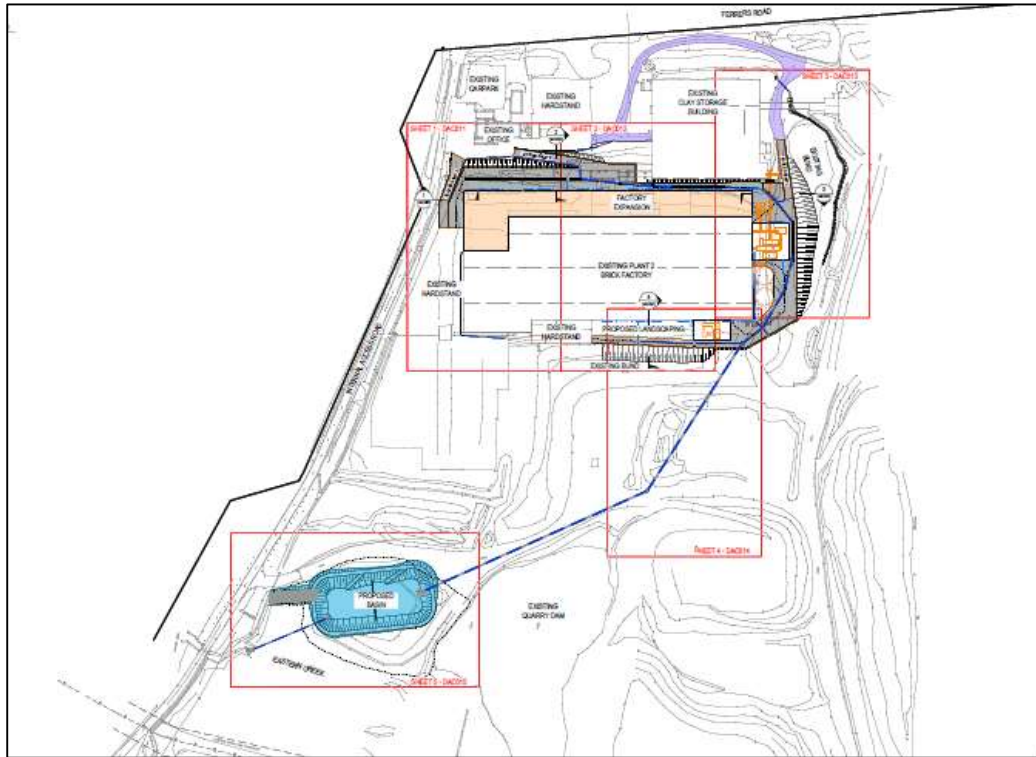 FERRERS ROAD
EXISTING
CARPARK
EXISTING
HARDSTAND
EXISTING
CLAY STORAGE
BUILDING
SHEET 3 - DAC013
SHEET 1 - DAC011
EXISTING
OFFICE
SHEET 2 - DAC012
EXISTING
BUND
FACTORY
EXPANSION
EXISTING PLANT 2
BRICK FACTORY
EXISTING
HARDSTAND
EXISTING
HARDSTAND
PROPOSED LANDSCAPING
EXISTING BUND
SHEET 4 - DAC014
PROPOSED
BASIN
EXISTING
QUARRY DAM
EASTERN CREEK
SHEET 5 - DAC015